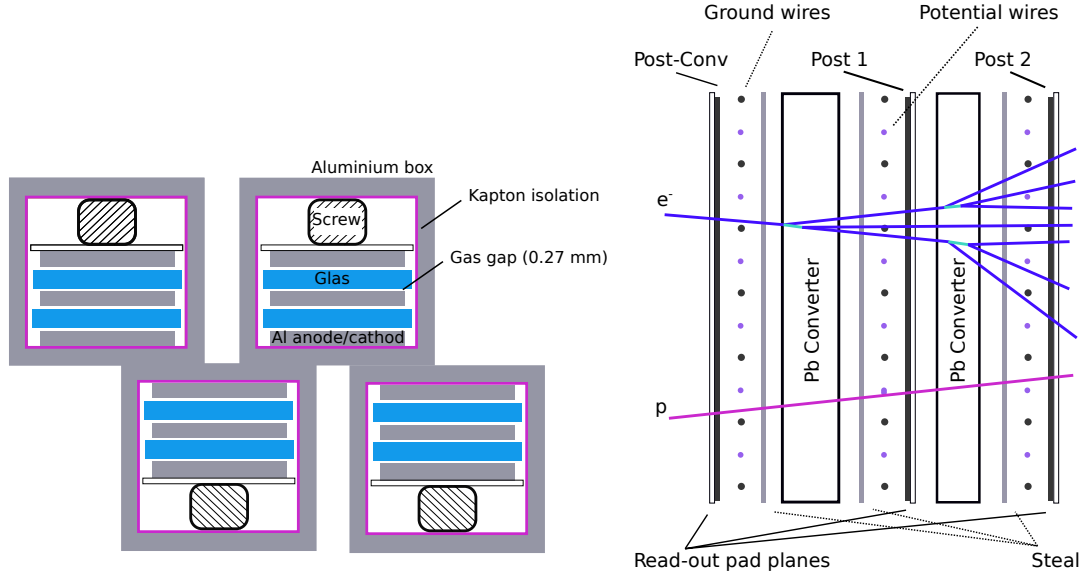 Aluminium box
Kapton isolation
Screw
Gas gap (0.27 mm)
Glas
Al anode/cathod
Ground wires
Potential wires
Post-Conv
Post 1
Post 2
e-
Pb Converter
Pb Converter
p
Read-out pad planes
Steal